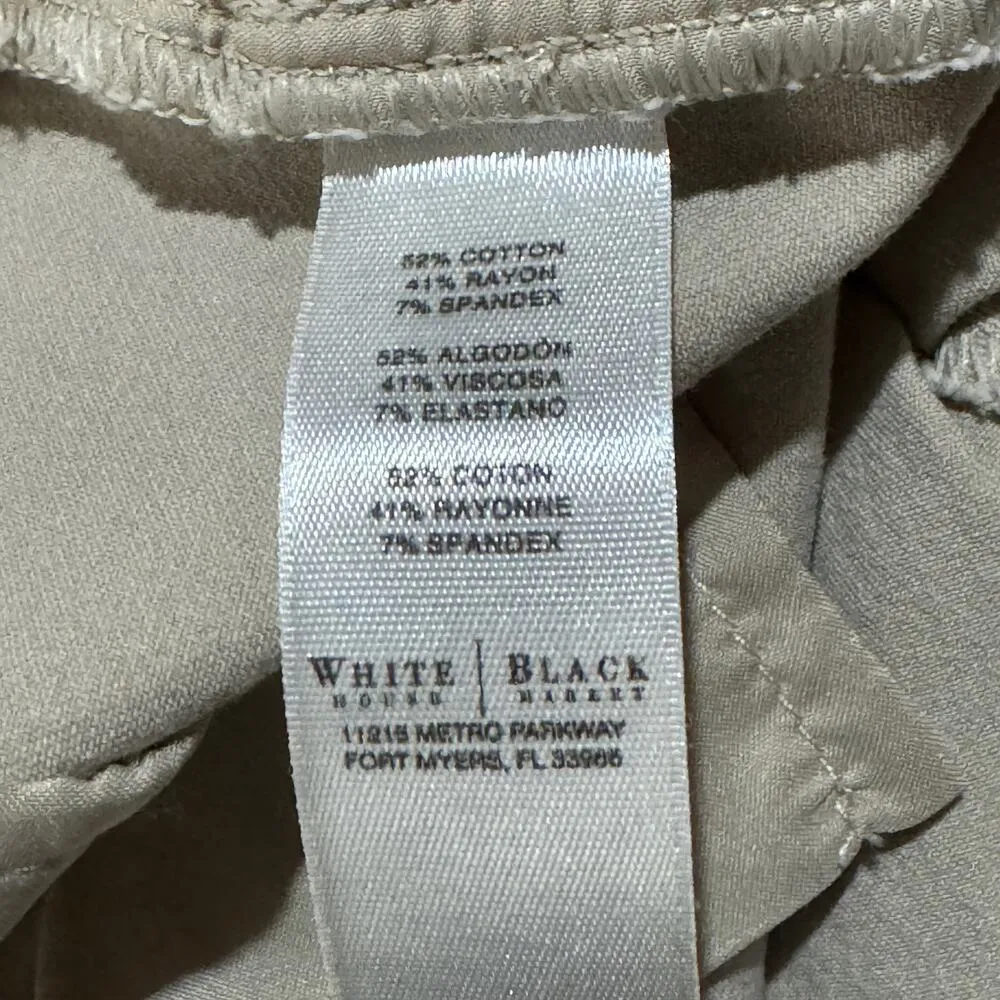 52% COTTON
41% RAYON
7% SPANDEX
52% ALGODÓN
41% VISCOSA
7% ELASTANO
52% COTON
41% RAYONNE
7% SPANDEX
WHITE | BLACK
HOUSE MARKET
11215 METRO PARKWAY
FORT MYERS, FL 33966